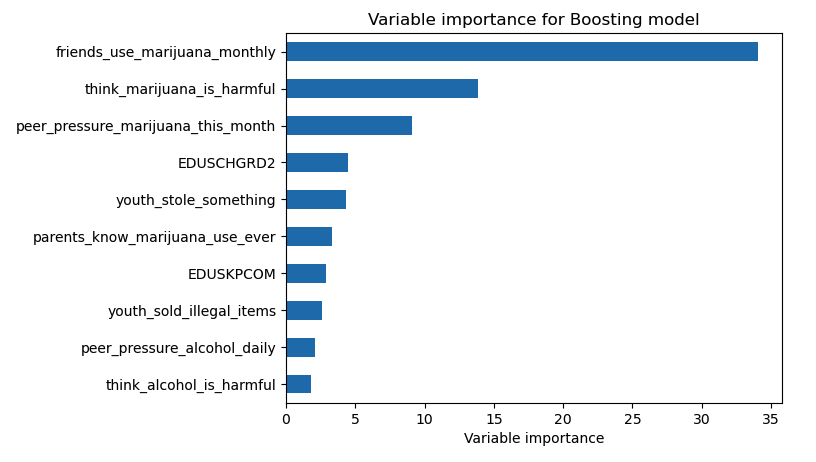 Variable importance for Boosting model
friends_use_marijuana_monthly
think_marijuana_is_harmful
peer_pressure_marijuana_this_month
EDUSCHGRD2
youth_stole_something
parents_know_marijuana_use_ever
EDUSKPCOM
youth_sold_illegal_items
peer_pressure_alcohol_daily
think_alcohol_is_harmful
0 5 10 15 20 25 30 35
Variable importance